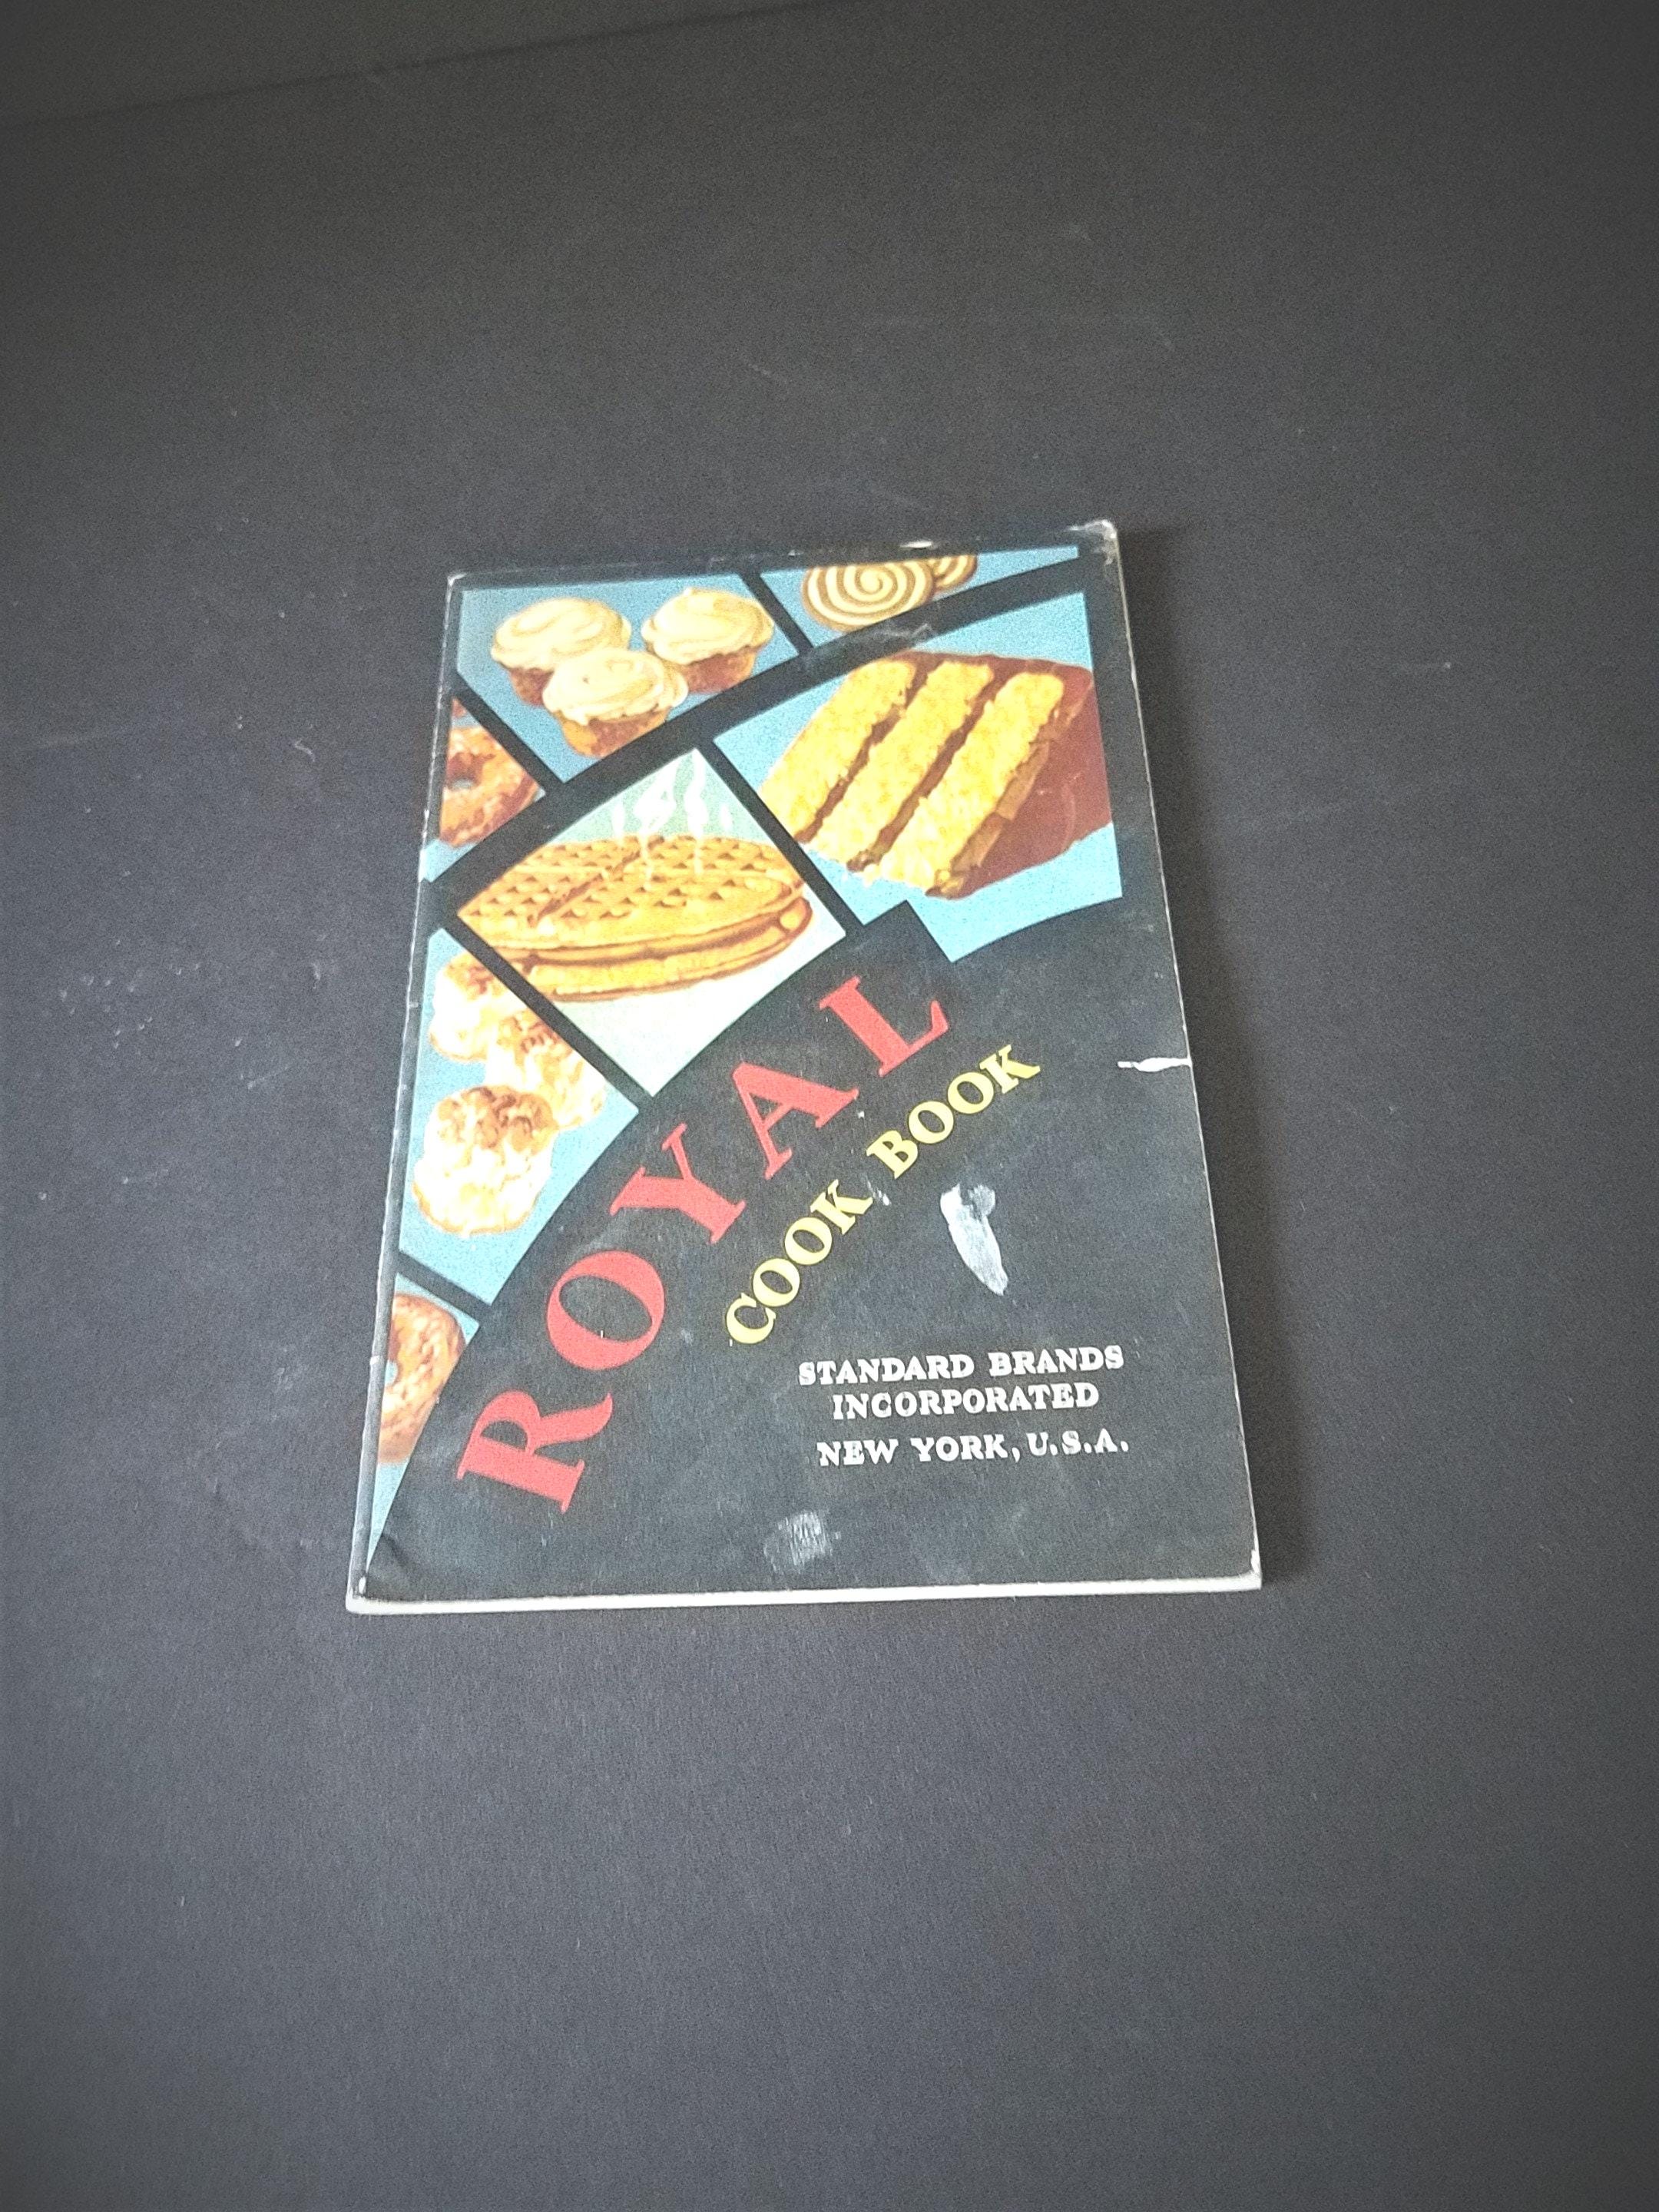 ROYAL
COOK BOOK
STANDARD BRANDS
INCORPORATED
NEW YORK, U.S.A.